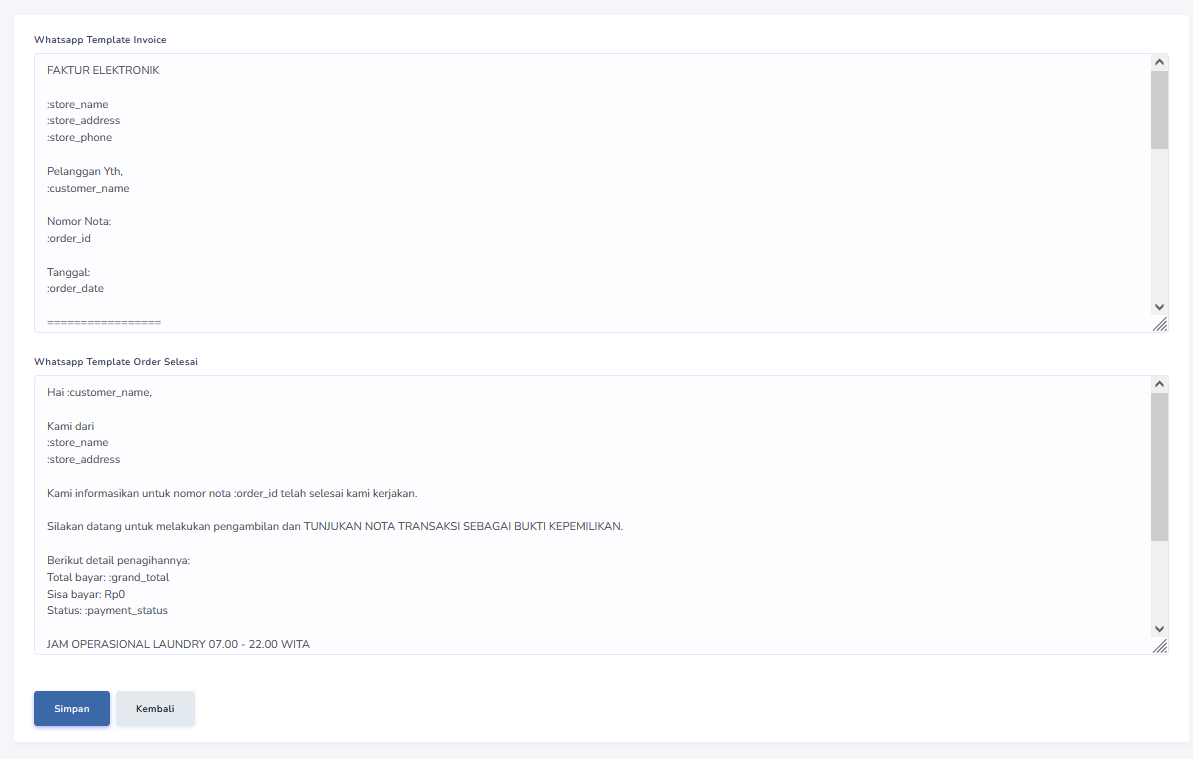 Whatsapp Template Invoice
FAKTUR ELEKTRONIK
:store_name
:store_address
:store_phone
Pelanggan Yth,
:customer_name
Nomor Nota:
:order_id
Tanggal:
:order_date
=================
Whatsapp Template Order Selesai
Hai :customer_name,
Kami dari
:store_name
:store_address
Kami informasikan untuk nomor nota :order_id telah selesai kami kerjakan.
Silakan datang untuk melakukan pengambilan dan TUNJUKAN NOTA TRANSAKSI SEBAGAI BUKTI KEPEMILIKAN.
Berikut detail penagihannya:
Total bayar: :grand_total
Sisa bayar: Rp0
Status: :payment_status
JAM OPERASIONAL LAUNDRY 07.00 - 22.00 WITA
Simpan Kembali